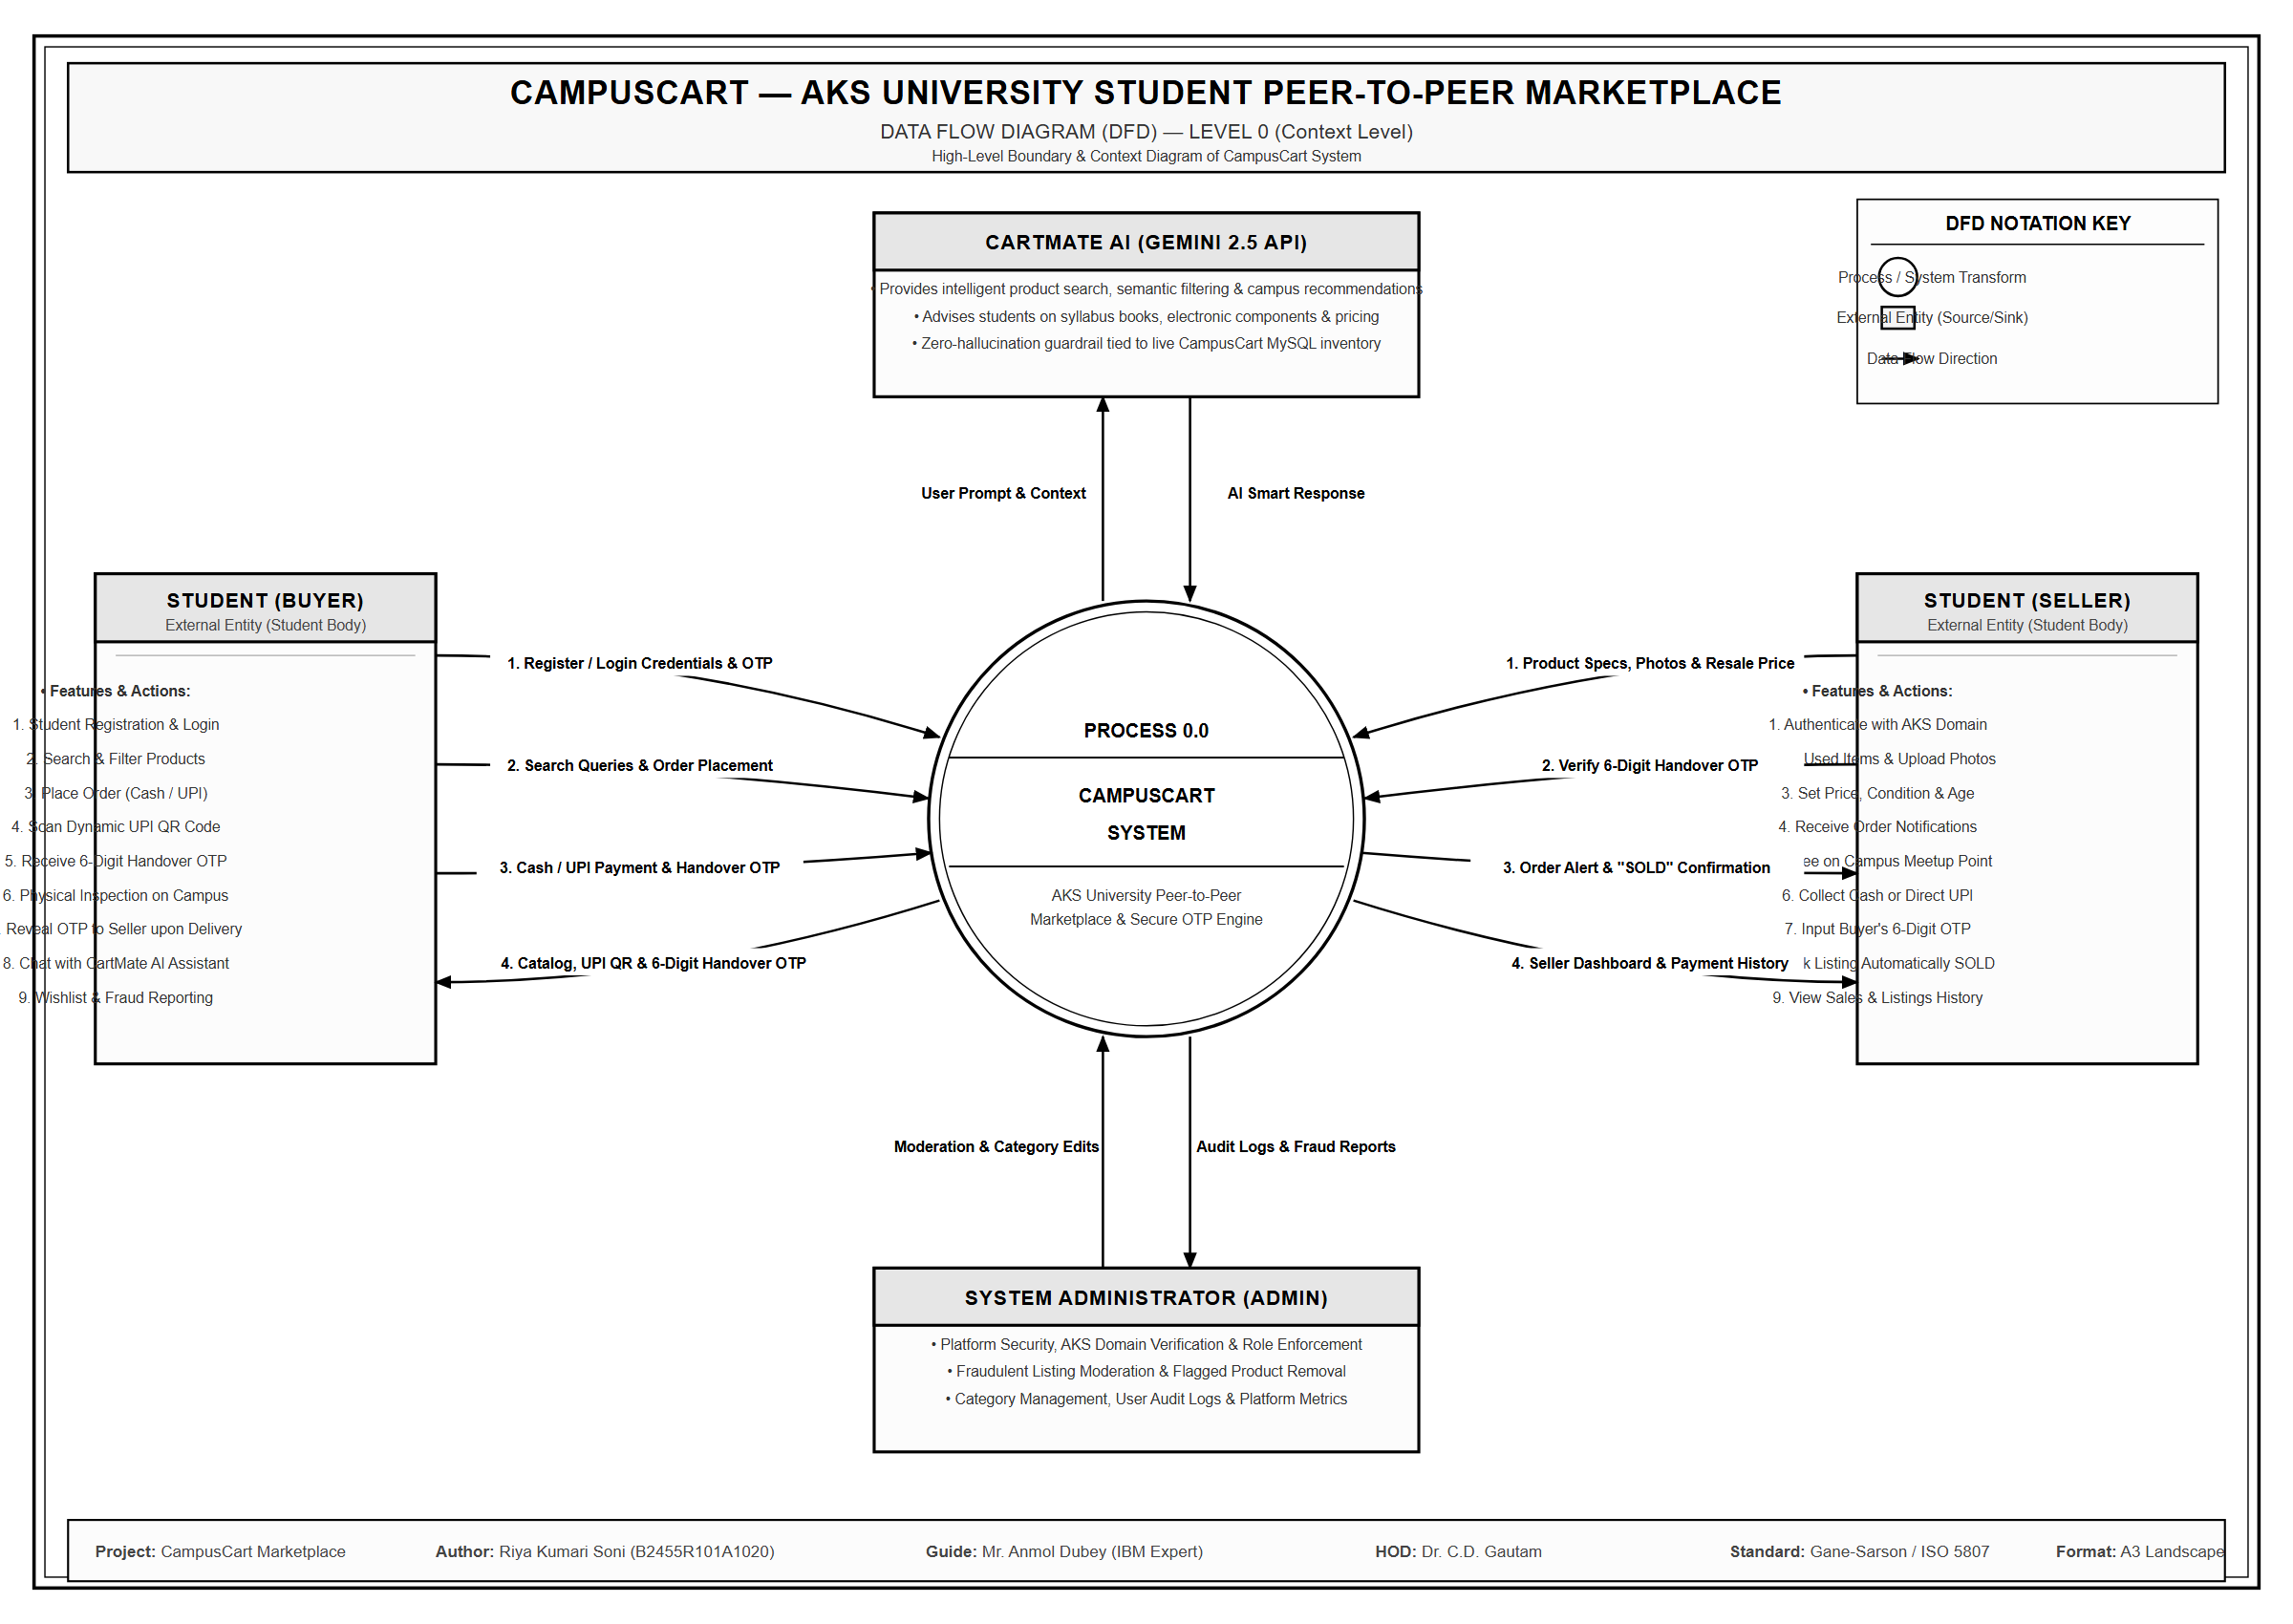 CAMPUSCART — AKS UNIVERSITY STUDENT PEER-TO-PEER MARKETPLACE
DATA FLOW DIAGRAM (DFD) — LEVEL 0 (Context Level)
High-Level Boundary & Context Diagram of CampusCart System
CARTMATE AI (GEMINI 2.5 API)
• Provides intelligent product search, semantic filtering & campus recommendations
• Advises students on syllabus books, electronic components & pricing
• Zero-hallucination guardrail tied to live CampusCart MySQL inventory
DFD NOTATION KEY
Process / System Transform
External Entity (Source/Sink)
Data Flow Direction
User Prompt & Context
AI Smart Response
STUDENT (BUYER)
External Entity (Student Body)
• Features & Actions:
1. Student Registration & Login
2. Search & Filter Products
3. Place Order (Cash / UPI)
4. Scan Dynamic UPI QR Code
5. Receive 6-Digit Handover OTP
6. Physical Inspection on Campus
. Reveal OTP to Seller upon Delivery
8. Chat with CartMate AI Assistant
9. Wishlist & Fraud Reporting
1. Register / Login Credentials & OTP
2. Search Queries & Order Placement
3. Cash / UPI Payment & Handover OTP
4. Catalog, UPI QR & 6-Digit Handover OTP
PROCESS 0.0
CAMPUSCART
SYSTEM
AKS University Peer-to-Peer
Marketplace & Secure OTP Engine
1. Product Specs, Photos & Resale Price
2. Verify 6-Digit Handover OTP
3. Order Alert & "SOLD" Confirmation
4. Seller Dashboard & Payment History
STUDENT (SELLER)
External Entity (Student Body)
• Features & Actions:
1. Authenticate with AKS Domain
Used Items & Upload Photos
3. Set Price, Condition & Age
4. Receive Order Notifications
ee on Campus Meetup Point
6. Collect Cash or Direct UPI
7. Input Buyer's 6-Digit OTP
k Listing Automatically SOLD
9. View Sales & Listings History
Moderation & Category Edits
Audit Logs & Fraud Reports
SYSTEM ADMINISTRATOR (ADMIN)
• Platform Security, AKS Domain Verification & Role Enforcement
• Fraudulent Listing Moderation & Flagged Product Removal
• Category Management, User Audit Logs & Platform Metrics
Project: CampusCart Marketplace
Author: Riya Kumari Soni (B2455R101A1020)
Guide: Mr. Anmol Dubey (IBM Expert)
HOD: Dr. C.D. Gautam
Standard: Gane-Sarson / ISO 5807
Format: A3 Landscape